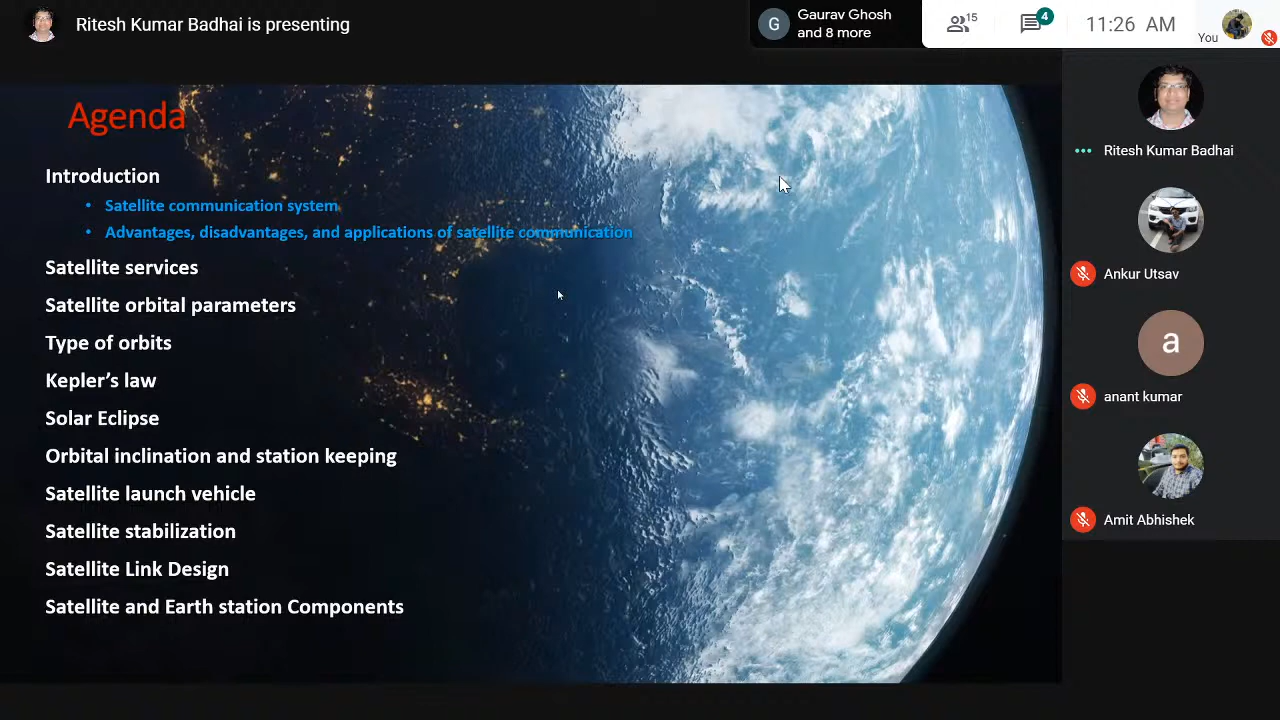 Ritesh Kumar Badhai is presenting
G
Gaurav Ghosh
and 8 more
15
4
11:26 AM
You
Agenda
Introduction
• Satellite communication system
• Advantages, disadvantages, and applications of satellite communication
Satellite services
Satellite orbital parameters
Type of orbits
Kepler’s law
Solar Eclipse
Orbital inclination and station keeping
Satellite launch vehicle
Satellite stabilization
Satellite Link Design
Satellite and Earth station Components
Ritesh Kumar Badhai
Ankur Utsav
a
anant kumar
Amit Abhishek